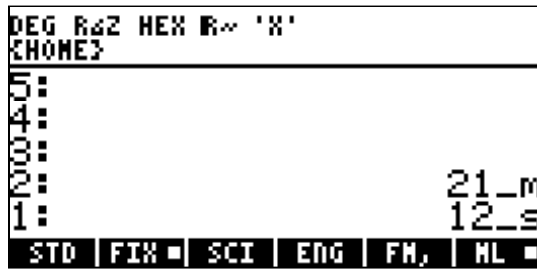 DEG R∡Z HEX R~ 'X'
{HOME}
5:
4:
3:
2: 21_m
1: 12_s
STD FIX ■ SCI ENG FM, ML ■